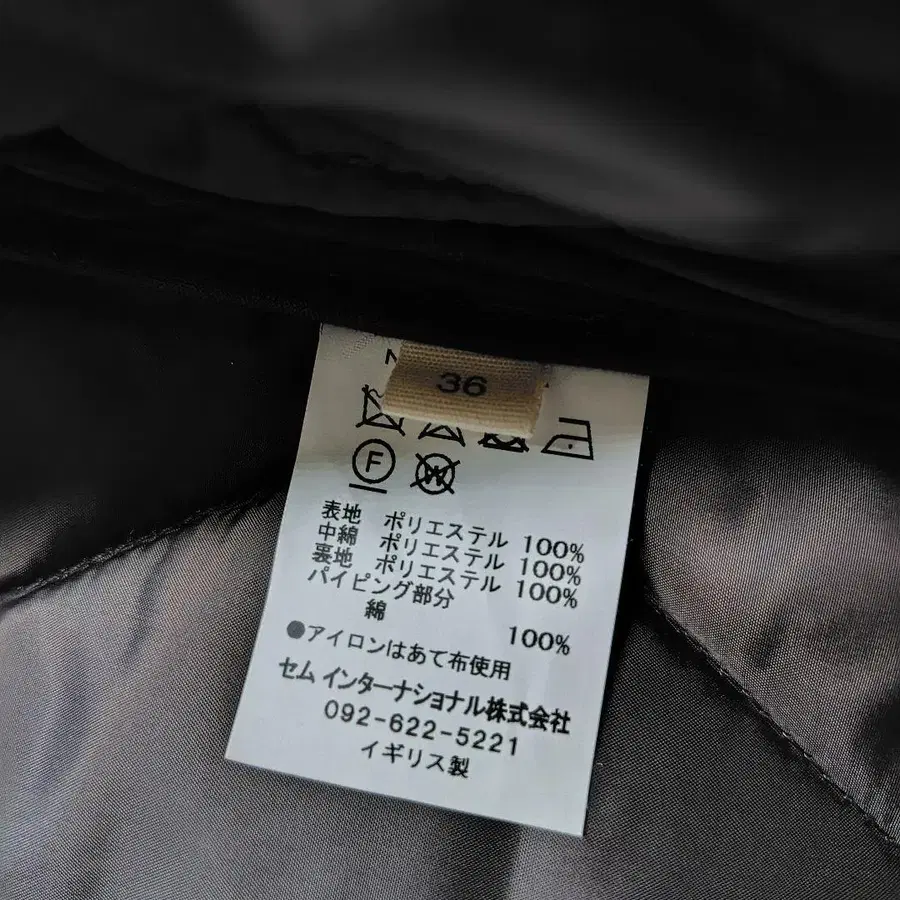 36
F
W
表地 ポリエステル 100%
中綿 ポリエステル 100%
裏地 ポリエステル 100%
パイピング部分
綿 100%
●アイロンはあて布使用
セム インターナショナル株式会社
092-622-5221
イギリス製